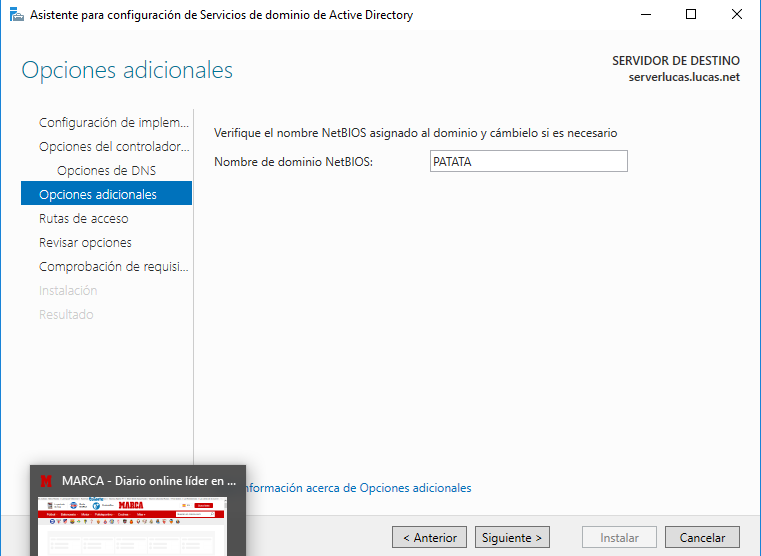 Asistente para configuración de Servicios de dominio de Active Directory
Opciones adicionales
SERVIDOR DE DESTINO
serverlucas.lucas.net
Configuración de implem...
Opciones del controlador...
Opciones de DNS
Opciones adicionales
Rutas de acceso
Revisar opciones
Comprobación de requisi...
Instalación
Resultado
Verifique el nombre NetBIOS asignado al dominio y cámbielo si es necesario
Nombre de dominio NetBIOS: PATATA
M MARCA - Diario online líder en ...
MARCA
nformación acerca de Opciones adicionales
< Anterior Siguiente > Instalar Cancelar